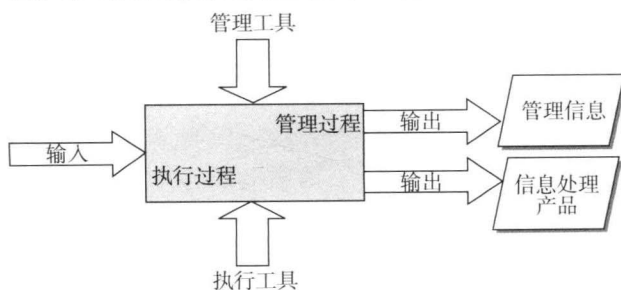 管理工具
管理过程
输出
管理信息
输入
执行过程
输出
信息处理
产品
执行工具